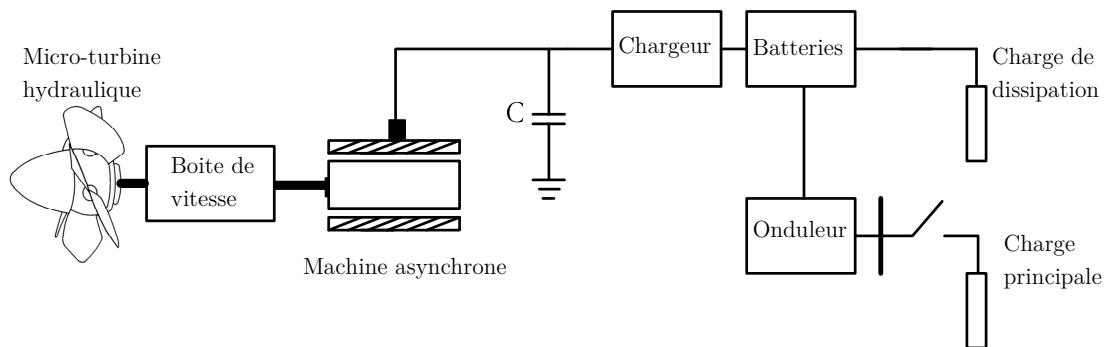 Micro-turbine
hydraulique
Boite de
vitesse
Machine asynchrone
C
Chargeur
Batteries
Charge de
dissipation
Onduleur
Charge
principale